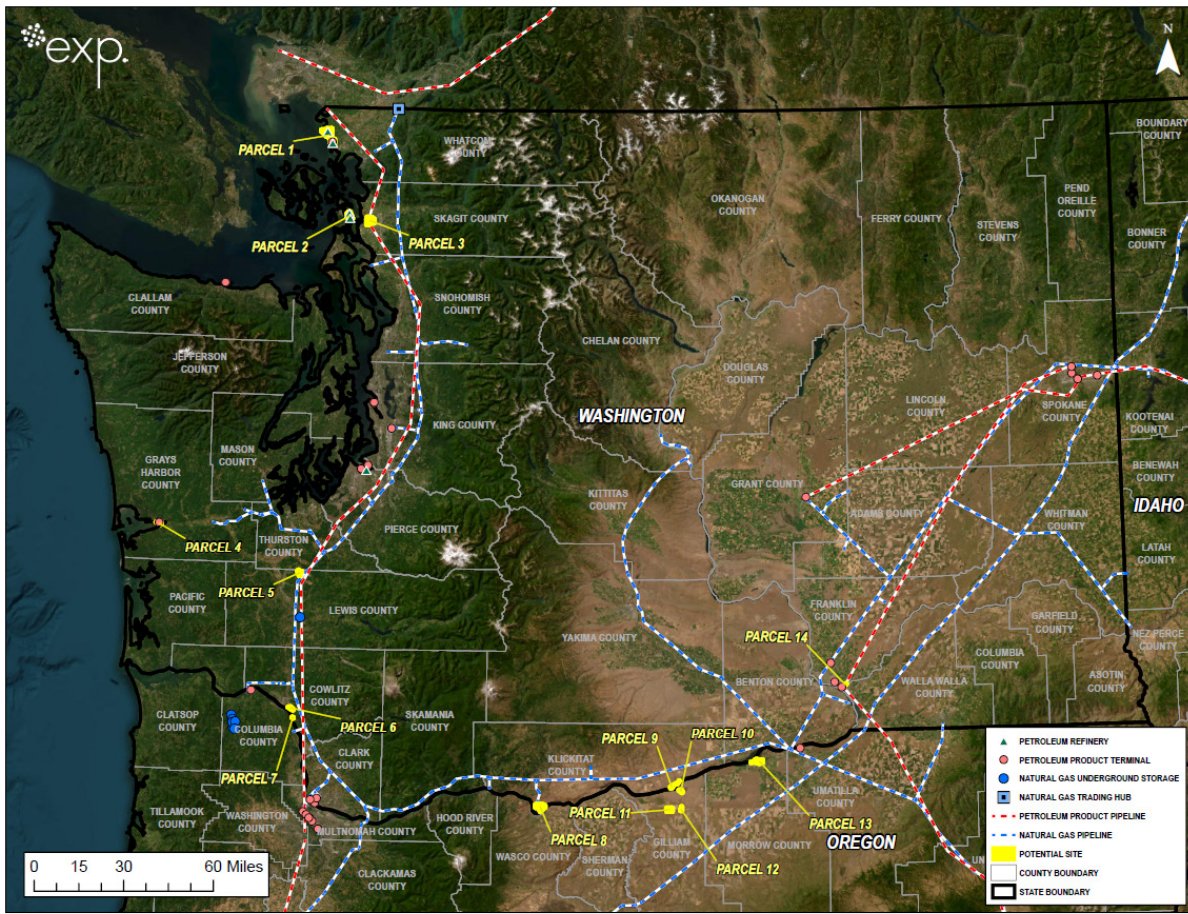 exp.
N
BOUNDARY
COUNTY
PARCEL 1
WHATCOM
COUNTY
OKANOGAN
COUNTY
FERRY COUNTY
STEVENS
COUNTY
PEND
OREILLE
COUNTY
BONNER
COUNTY
PARCEL 2
SKAGIT COUNTY
PARCEL 3
CLALLAM
COUNTY
SNOHOMISH
COUNTY
CHELAN COUNTY
JEFFERSON
COUNTY
DOUGLAS
COUNTY
LINCOLN
COUNTY
SPOKANE
COUNTY
KOOTENAI
COUNTY
WASHINGTON
KING COUNTY
MASON
COUNTY
GRAYS
HARBOR
COUNTY
BENEWAH
COUNTY
GRANT COUNTY
KITTITAS
COUNTY
ADAMS COUNTY
WHITMAN
COUNTY
IDAHO
PIERCE COUNTY
PARCEL 4
THURSTON
COUNTY
LATAH
COUNTY
PARCEL 5
PACIFIC
COUNTY
LEWIS COUNTY
FRANKLIN
COUNTY
GARFIELD
COUNTY
YAKIMA COUNTY
PARCEL 14
NEZ PERCE
COUNTY
COLUMBIA
COUNTY
ASOTIN
COUNTY
BENTON COUNTY
WALLA WALLA
COUNTY
COWLITZ
COUNTY
SKAMANIA
COUNTY
CLATSOP
COUNTY
COLUMBIA
COUNTY
PARCEL 6
PARCEL 7
CLARK
COUNTY
KLICKITAT
COUNTY
PARCEL 9
PARCEL 10
UMATILLA
COUNTY
TILLAMOOK
COUNTY
WASHINGTON
COUNTY
MULTNOMAH COUNTY
HOOD RIVER
COUNTY
PARCEL 11
PARCEL 8
PARCEL 13
WASCO COUNTY
SHERMAN
COUNTY
GILLIAM
COUNTY
MORROW COUNTY
OREGON
PARCEL 12
CLACKAMAS
COUNTY
UN
0 15 30 60 Miles
PETROLEUM REFINERY
PETROLEUM PRODUCT TERMINAL
NATURAL GAS UNDERGROUND STORAGE
NATURAL GAS TRADING HUB
PETROLEUM PRODUCT PIPELINE
NATURAL GAS PIPELINE
POTENTIAL SITE
COUNTY BOUNDARY
STATE BOUNDARY